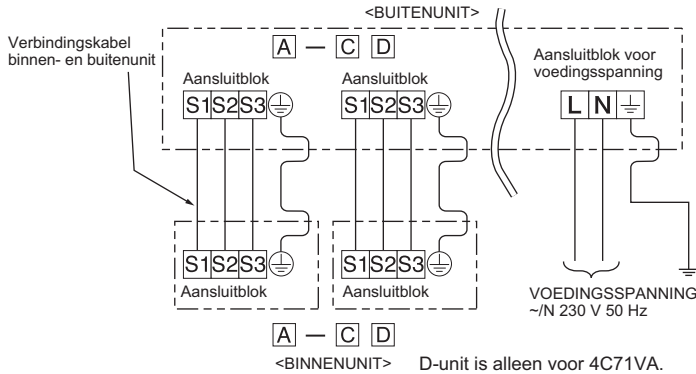 <BUITENUNIT>
Verbindingskabel
binnen- en buitenunit
A — C D
Aansluitblok voor
voedingsspanning
Aansluitblok
Aansluitblok
S1 S2 S3
S1 S2 S3
L N
S1 S2 S3
S1 S2 S3
Aansluitblok
Aansluitblok
VOEDINGSSPANNING
~/N 230 V 50 Hz
A — C D
<BINNENUNIT>
D-unit is alleen voor 4C71VA.